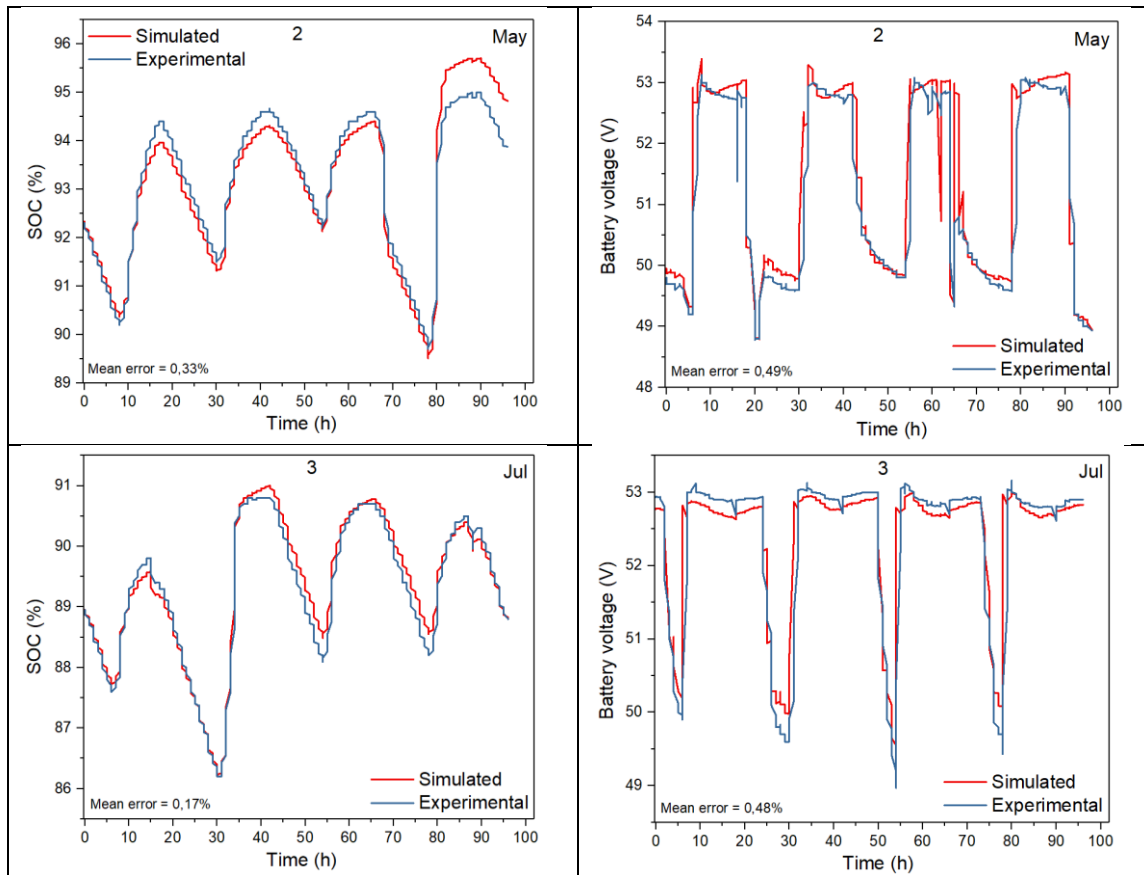 2
May
Simulated
Experimental
96
95
94
93
92
91
90
89
SOC (%)
Mean error = 0,33%
0 10 20 30 40 50 60 70 80 90 100
Time (h)
2
May
54
53
52
51
50
49
48
Battery voltage (V)
Simulated
Experimental
Mean error = 0,49%
0 10 20 30 40 50 60 70 80 90 100
Time (h)
3
Jul
91
90
89
88
87
86
SOC (%)
Simulated
Experimental
Mean error = 0,17%
0 10 20 30 40 50 60 70 80 90 100
Time (h)
3
Jul
53
52
51
50
49
Battery voltage (V)
Simulated
Experimental
Mean error = 0,48%
0 10 20 30 40 50 60 70 80 90 100
Time (h)